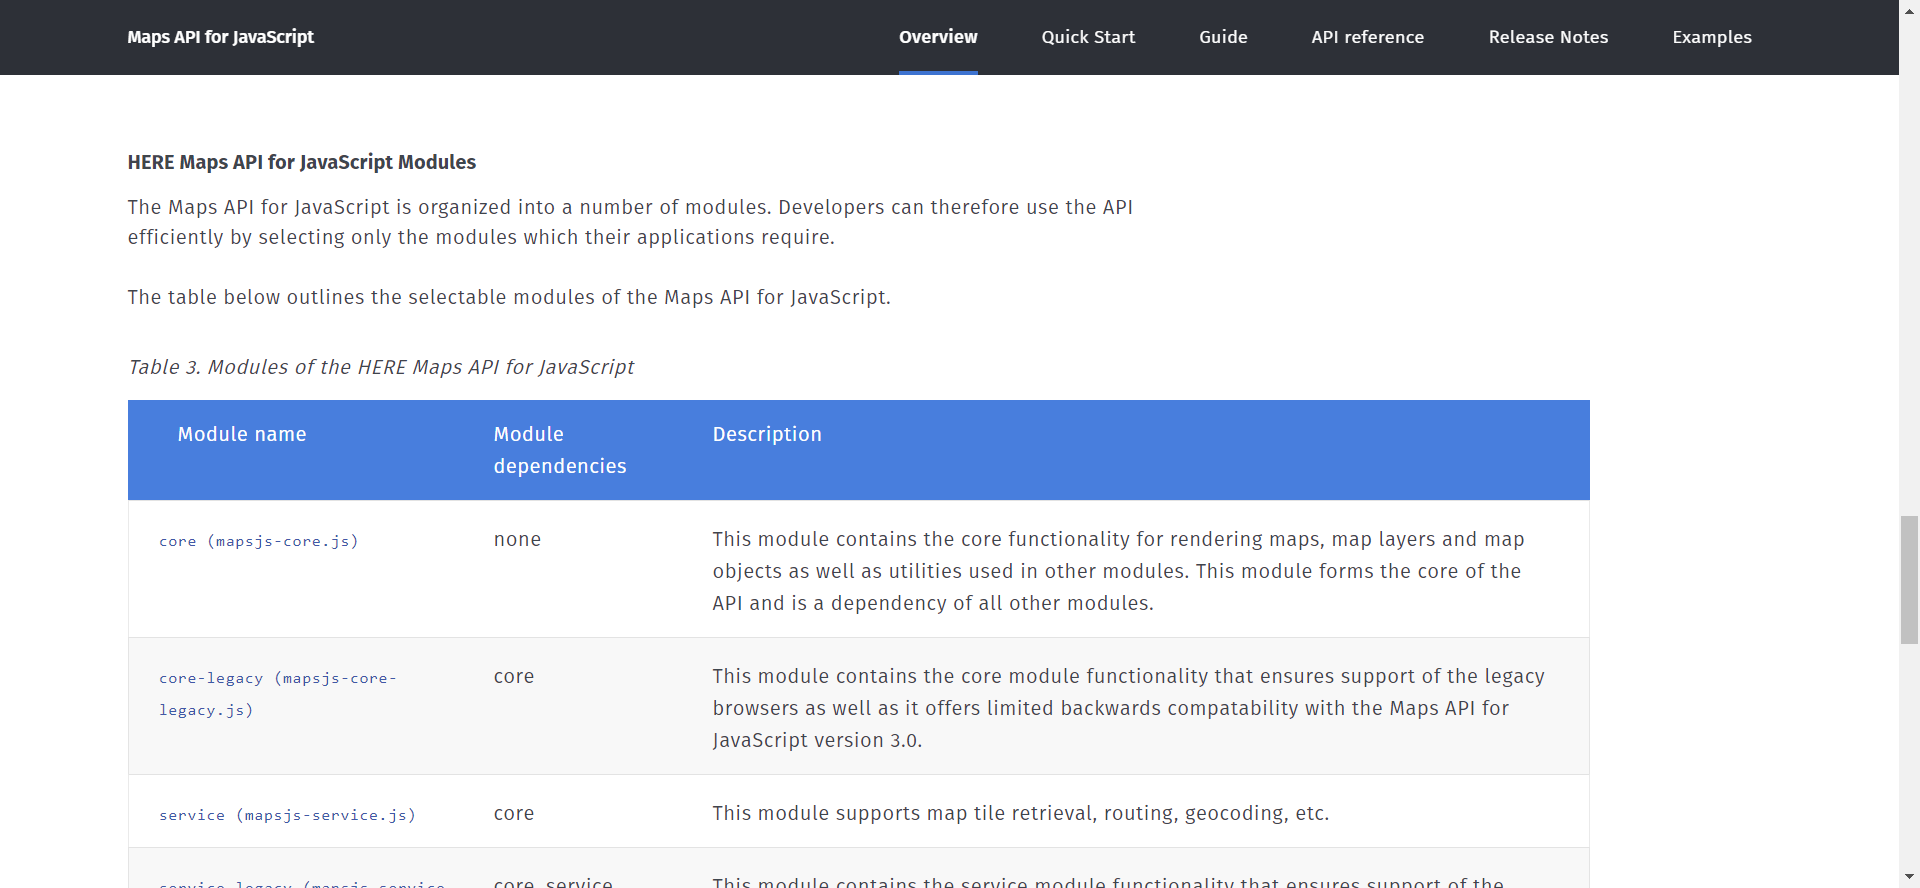 Maps API for JavaScript
Overview
Quick Start
Guide
API reference
Release Notes
Examples
HERE Maps API for JavaScript Modules
The Maps API for JavaScript is organized into a number of modules. Developers can therefore use the API
efficiently by selecting only the modules which their applications require.
The table below outlines the selectable modules of the Maps API for JavaScript.
Table 3. Modules of the HERE Maps API for JavaScript
Module name
Module
dependencies
Description
core (mapsjs-core.js)
none
This module contains the core functionality for rendering maps, map layers and map
objects as well as utilities used in other modules. This module forms the core of the
API and is a dependency of all other modules.
core-legacy (mapsjs-core-
legacy.js)
core
This module contains the core module functionality that ensures support of the legacy
browsers as well as it offers limited backwards compatability with the Maps API for
JavaScript version 3.0.
service (mapsjs-service.js)
core
This module supports map tile retrieval, routing, geocoding, etc.
service-legacy (mapsjs-service
core, service
This module contains the service module functionality that ensures support of the